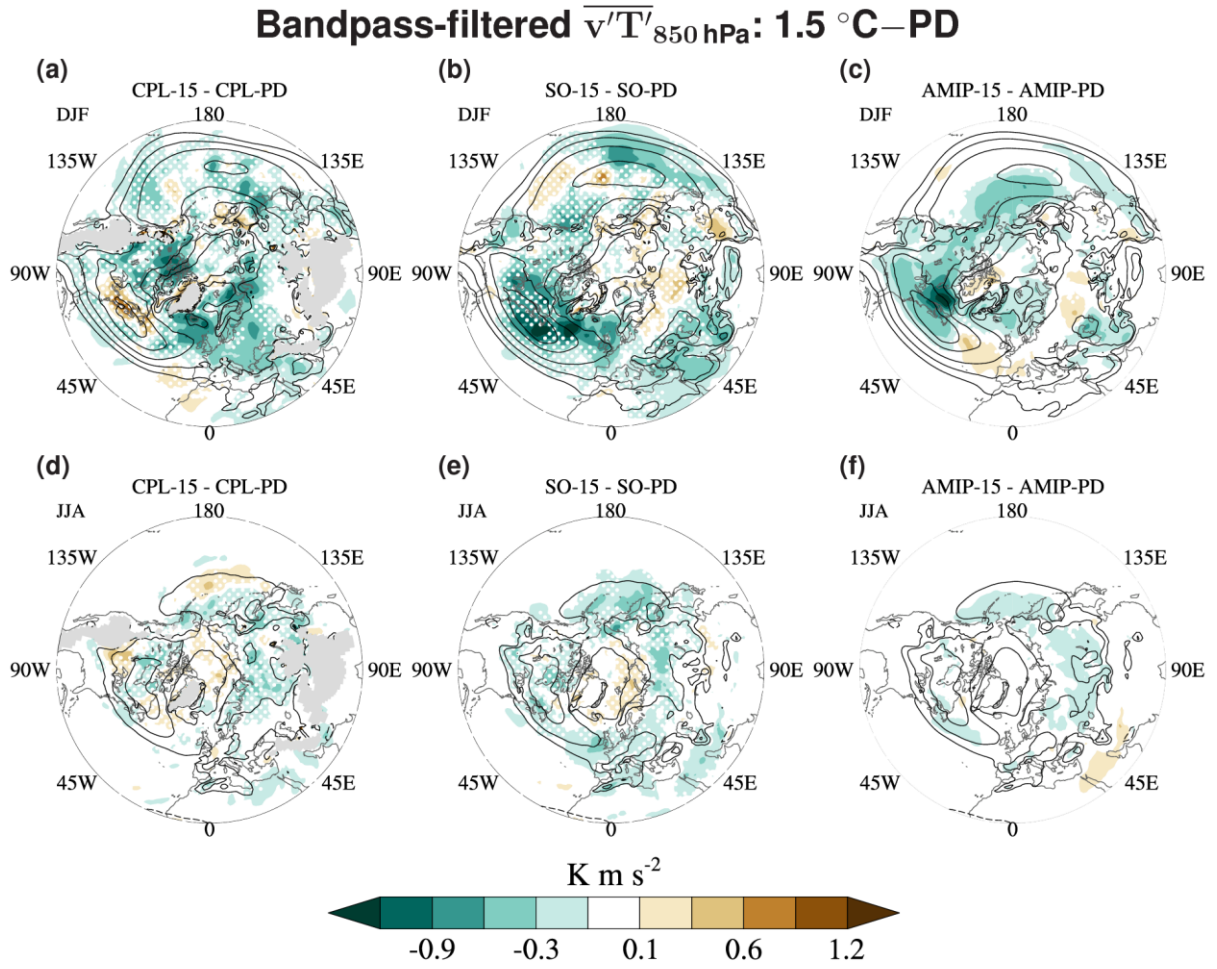 Bandpass-filtered v′T′ 850 hPa: 1.5 °C−PD
(a) (b) (c)
CPL-15 - CPL-PD SO-15 - SO-PD AMIP-15 - AMIP-PD
DJF 180 DJF 180 DJF 180
135W 135E 135W 135E 135W 135E
90W 90E 90W 90E 90W 90E
45W 45E 45W 45E 45W 45E
0 0 0
(d) (e) (f)
CPL-15 - CPL-PD SO-15 - SO-PD AMIP-15 - AMIP-PD
JJA 180 JJA 180 JJA 180
135W 135E 135W 135E 135W 135E
90W 90E 90W 90E 90W 90E
45W 45E 45W 45E 45W 45E
0 0 0
K m s-2
-0.9 -0.3 0.1 0.6 1.2